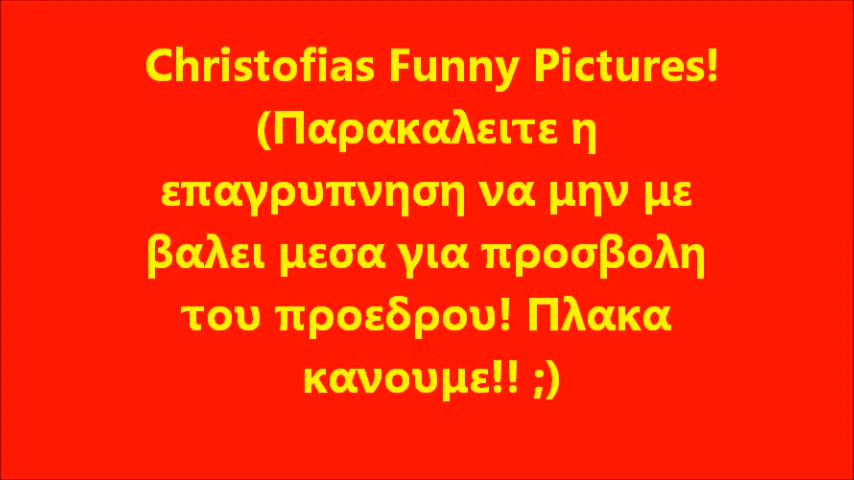 Christofias Funny Pictures!
(Παρακαλειτε η
επαγρυπνηση να μην με
βαλει μεσα για προσβολη
του προεδρου! Πλακα
κανουμε!! ;)